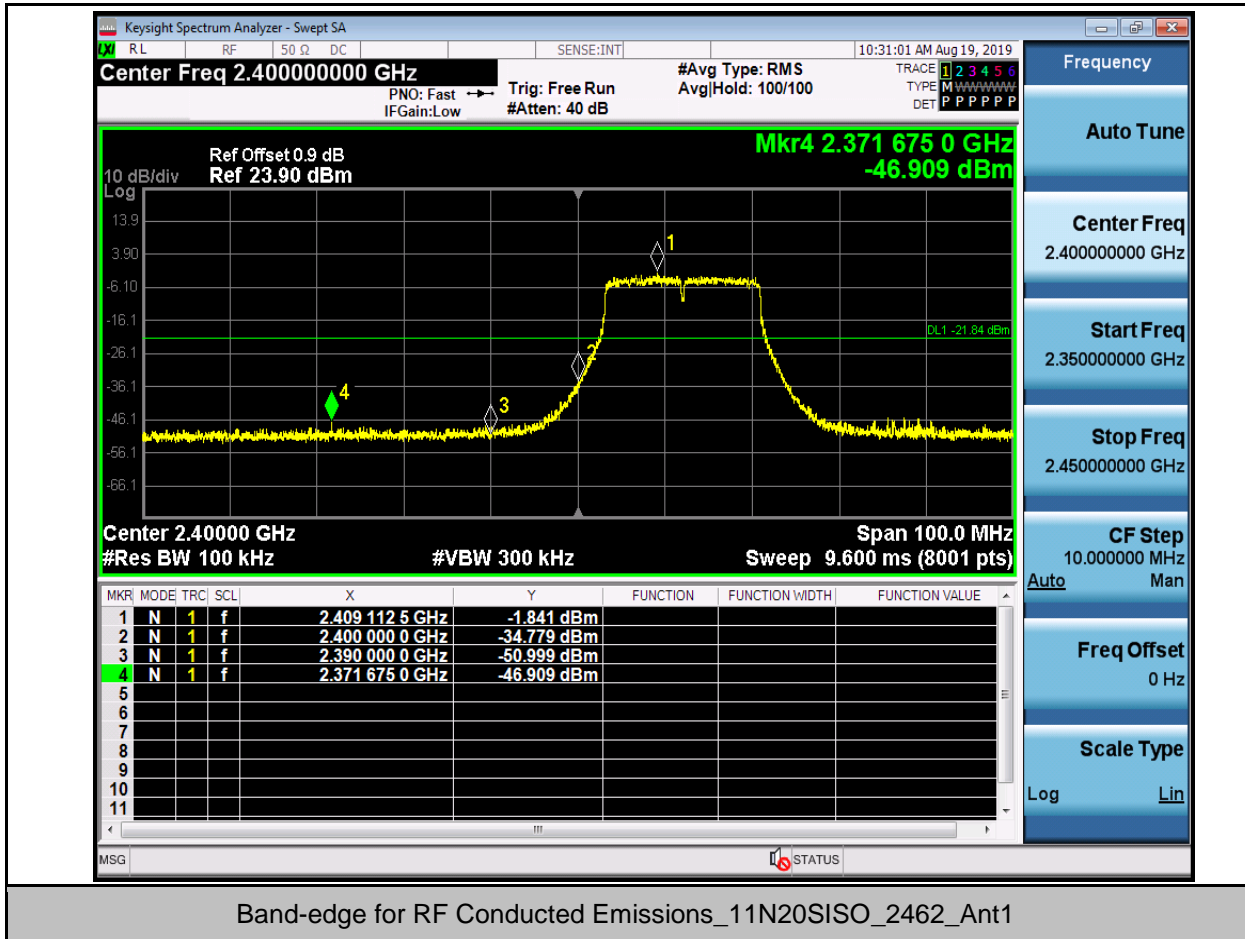 Keysight Spectrum Analyzer - Swept SA
LXI RL RF 50 Ω DC SENSE:INT 10:31:01 AM Aug 19, 2019
Center Freq 2.400000000 GHz
PNO: Fast
IFGain:Low
Trig: Free Run
#Atten: 40 dB
#Avg Type: RMS
Avg|Hold: 100/100
TRACE 1 2 3 4 5 6
TYPE M WWWWW
DET P P P P P P
Mkr4 2.371 675 0 GHz
-46.909 dBm
Ref Offset 0.9 dB
10 dB/div Ref 23.90 dBm
Log
13.9
3.90
-6.10
-16.1
-26.1
-36.1
-46.1
-56.1
-66.1
1
2
3
4
DL1 -21.84 dBm
Center 2.40000 GHz Span 100.0 MHz
#Res BW 100 kHz #VBW 300 kHz Sweep 9.600 ms (8001 pts)
MKR MODE TRC SCL X Y FUNCTION FUNCTION WIDTH FUNCTION VALUE
1 N 1 f 2.409 112 5 GHz -1.841 dBm
2 N 1 f 2.400 000 0 GHz -34.779 dBm
3 N 1 f 2.390 000 0 GHz -50.999 dBm
4 N 1 f 2.371 675 0 GHz -46.909 dBm
5
6
7
8
9
10
11
MSG STATUS
Frequency
Auto Tune
Center Freq
2.400000000 GHz
Start Freq
2.350000000 GHz
Stop Freq
2.450000000 GHz
CF Step
10.000000 MHz
Auto Man
Freq Offset
0 Hz
Scale Type
Log Lin
Band-edge for RF Conducted Emissions_11N20SISO_2462_Ant1